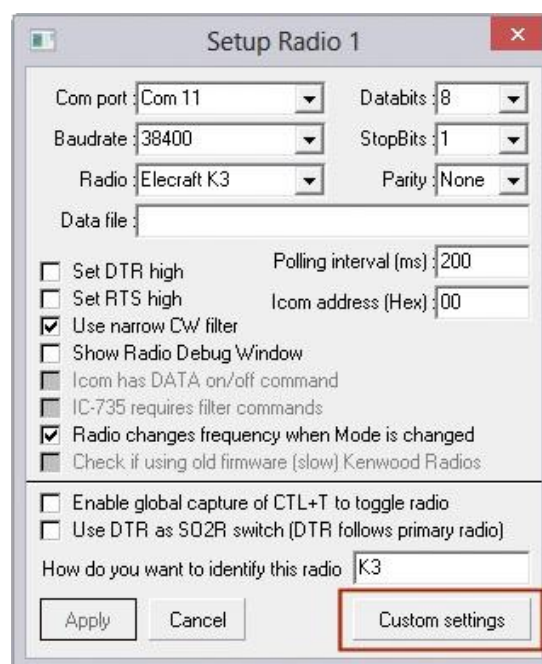 Setup Radio 1
Com port : Com 11 Databits : 8
Baudrate : 38400 StopBits : 1
Radio : Elecraft K3 Parity : None
Data file :
Polling interval (ms) : 200
Set DTR high
Set RTS high Icom address (Hex) : 00
Use narrow CW filter
Show Radio Debug Window
Icom has DATA on/off command
IC-735 requires filter commands
Radio changes frequency when Mode is changed
Check if using old firmware (slow) Kenwood Radios
Enable global capture of CTL+T to toggle radio
Use DTR as SO2R switch (DTR follows primary radio)
How do you want to identify this radio K3
Apply Cancel Custom settings